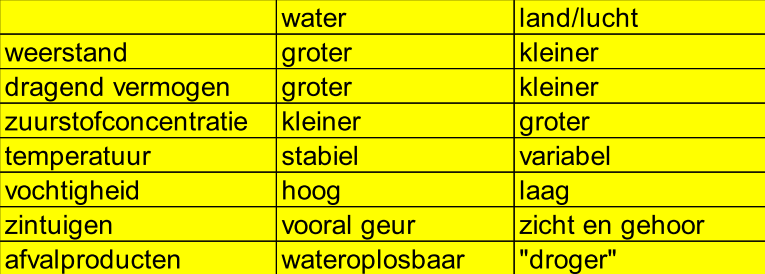 water land/lucht
weerstand groter kleiner
dragend vermogen groter kleiner
zuurstofconcentratie kleiner groter
temperatuur stabiel variabel
vochtigheid hoog laag
zintuigen vooral geur zicht en gehoor
afvalproducten wateroplosbaar "droger"